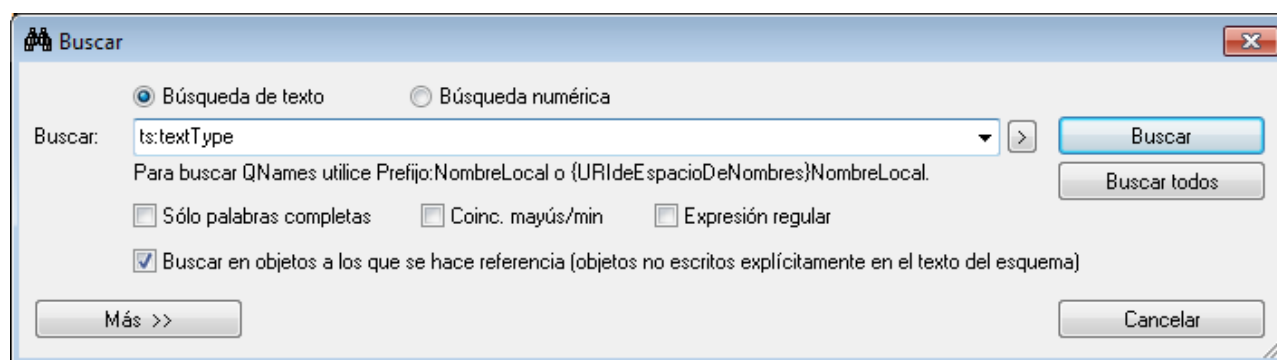 Buscar
Búsqueda de texto Búsqueda numérica
Buscar: ts:textType > Buscar
Para buscar QNames utilice Prefijo:NombreLocal o {URIdeEspacioDeNombres}NombreLocal.
Buscar todos
Sólo palabras completas Coinc. mayús/min Expresión regular
Buscar en objetos a los que se hace referencia (objetos no escritos explícitamente en el texto del esquema)
Más >> Cancelar